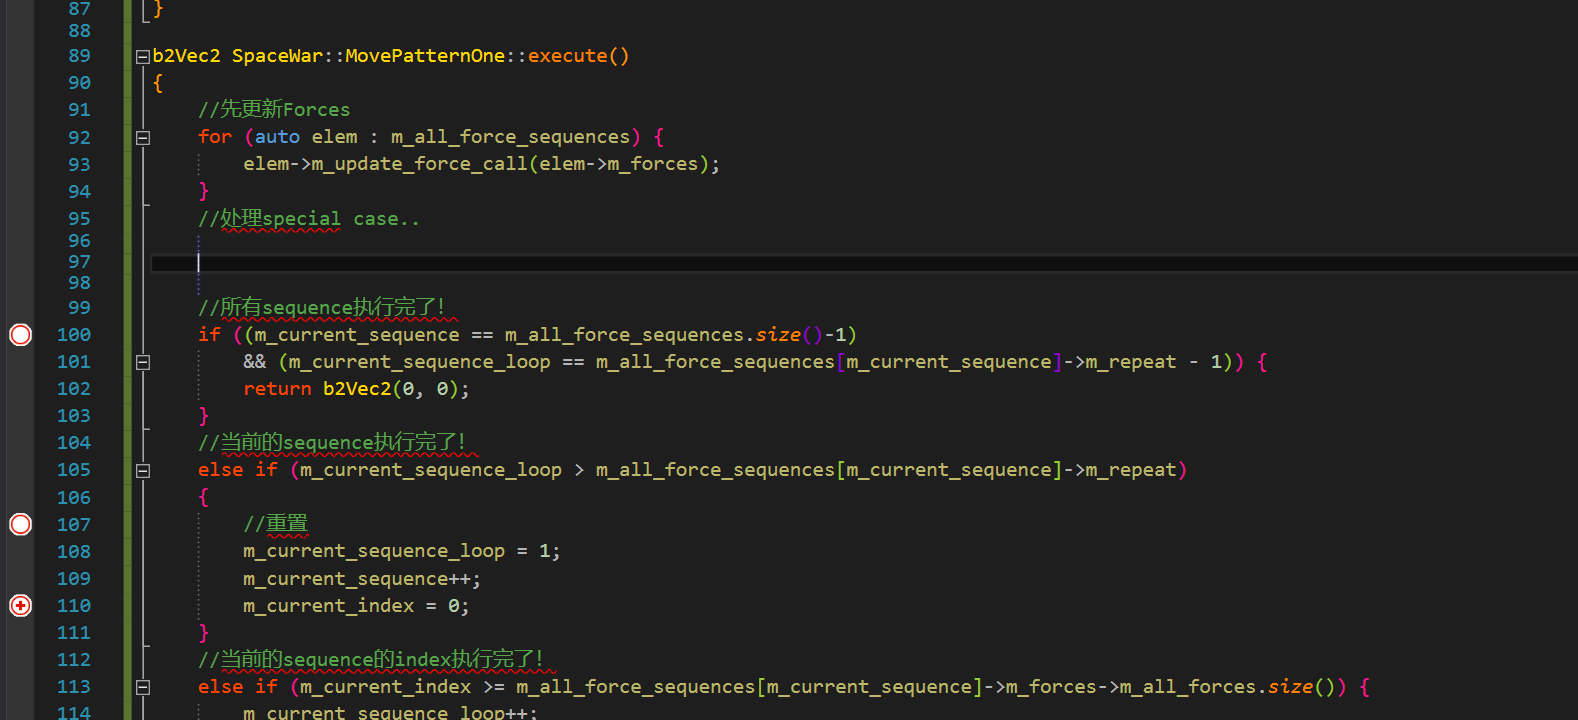 87 }
88
89 b2Vec2 SpaceWar::MovePatternOne::execute()
90 {
91 //先更新Forces
92 for (auto elem : m_all_force_sequences) {
93 elem->m_update_force_call(elem->m_forces);
94 }
95 //处理special case..
96
97
98
99 //所有sequence执行完了!
100 if ((m_current_sequence == m_all_force_sequences.size()-1)
101 && (m_current_sequence_loop == m_all_force_sequences[m_current_sequence]->m_repeat - 1)) {
102 return b2Vec2(0, 0);
103 }
104 //当前的sequence执行完了!
105 else if (m_current_sequence_loop > m_all_force_sequences[m_current_sequence]->m_repeat)
106 {
107 //重置
108 m_current_sequence_loop = 1;
109 m_current_sequence++;
110 m_current_index = 0;
111 }
112 //当前的sequence的index执行完了!
113 else if (m_current_index >= m_all_force_sequences[m_current_sequence]->m_forces->m_all_forces.size()) {
114 m_current_sequence_loop++;